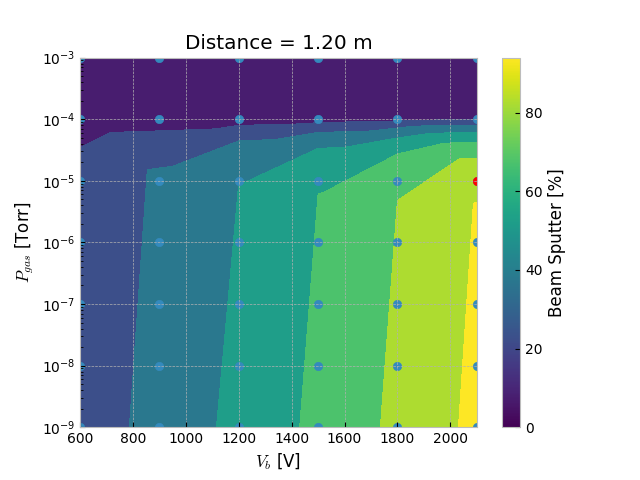 Distance = 1.20 m
10⁻³
10⁻⁴
10⁻⁵
10⁻⁶
10⁻⁷
10⁻⁸
10⁻⁹
P_gas [Torr]
600 800 1000 1200 1400 1600 1800 2000
V_b [V]
80
60
40
20
0
Beam Sputter [%]